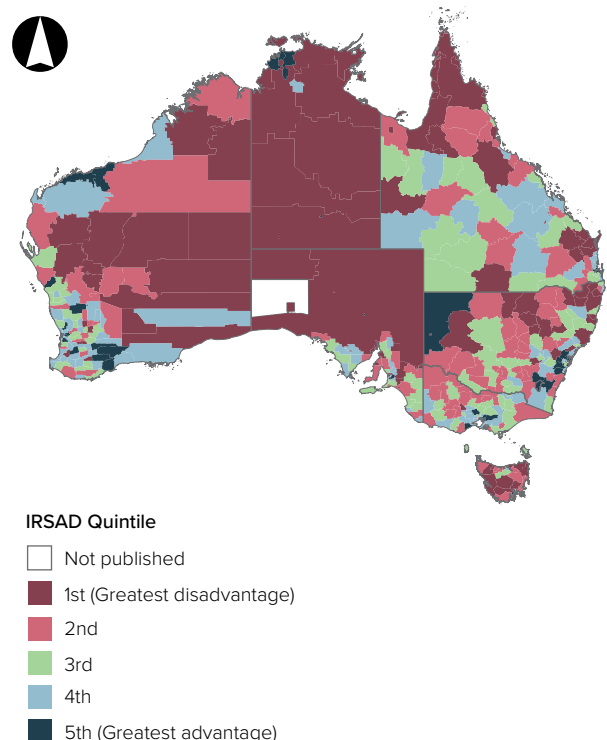 IRSAD Quintile
Not published
1st (Greatest disadvantage)
2nd
3rd
4th
5th (Greatest advantage)